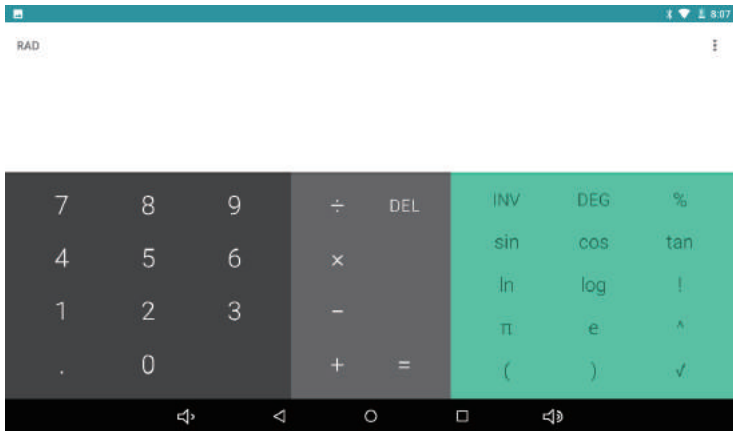 8:07
RAD
7 8 9 ÷ DEL INV DEG %
4 5 6 × sin cos tan
1 2 3 − ln log !
. 0 + = π e ^
( ) √